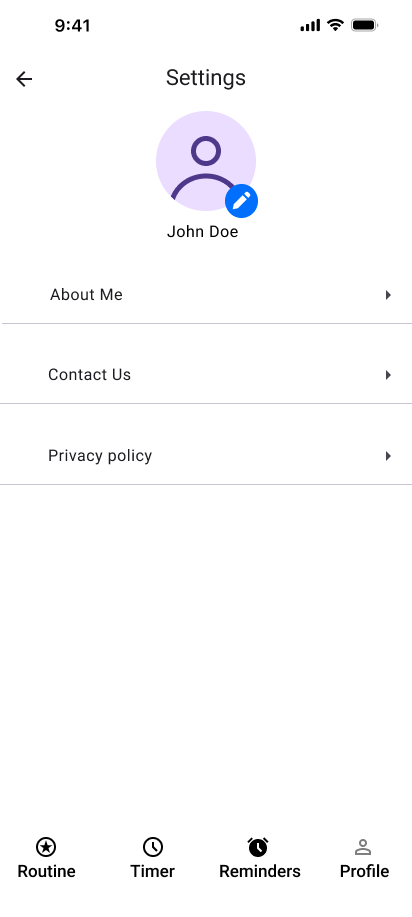 9:41
Settings
John Doe
About Me
Contact Us
Privacy policy
Routine Timer Reminders Profile